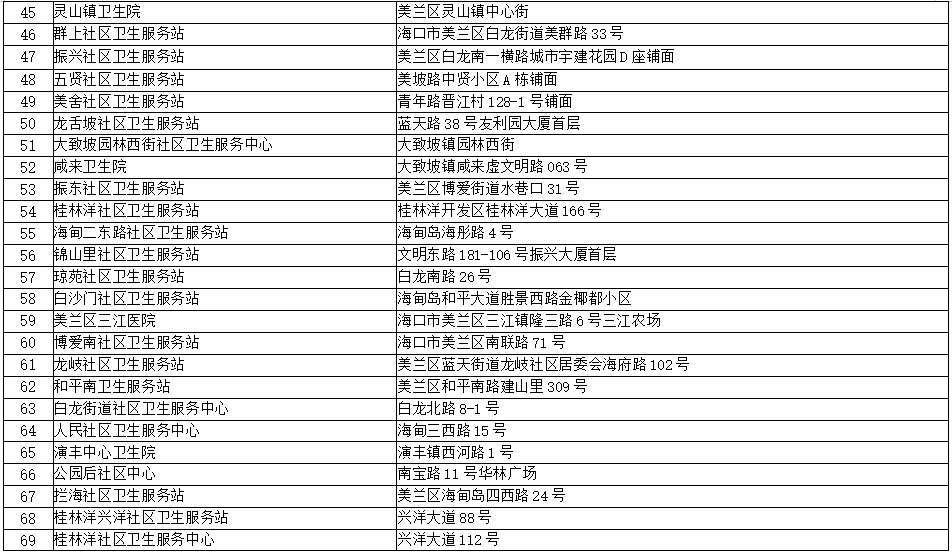 45 灵山镇卫生院 美兰区灵山镇中心街
46 群上社区卫生服务站 海口市美兰区白龙街道美群路 33 号
47 振兴社区卫生服务站 美兰区白龙南一横路城市宇建花园 D 座铺面
48 五贤社区卫生服务站 美坡路中贤小区 A 栋铺面
49 美舍社区卫生服务站 青年路晋江村 128-1 号铺面
50 龙舌坡社区卫生服务站 蓝天路 38 号友利园大厦首层
51 大致坡园林西街社区卫生服务中心 大致坡镇园林西街
52 咸来卫生院 大致坡镇咸来虚文明路 063 号
53 振东社区卫生服务站 美兰区博爱街道水巷口 31 号
54 桂林洋社区卫生服务站 桂林洋开发区桂林洋大道 166 号
55 海甸二东路社区卫生服务站 海甸岛海彤路 4 号
56 锦山里社区卫生服务站 文明东路 181-106 号振兴大厦首层
57 琼苑社区卫生服务站 白龙南路 26 号
58 白沙门社区卫生服务站 海甸岛和平大道胜景西路金椰都小区
59 美兰区三江医院 海口市美兰区三江镇隆三路 6 号三江农场
60 博爱南社区卫生服务站 海口市美兰区南联路 71 号
61 龙岐社区卫生服务站 美兰区蓝天街道龙岐社区居委会海府路 102 号
62 和平南卫生服务站 美兰区和平南路建山里 309 号
63 白龙街道社区卫生服务中心 白龙北路 8-1 号
64 人民社区卫生服务中心 海甸三西路 15 号
65 演丰中心卫生院 演丰镇西河路 1 号
66 公园后社区中心 南宝路 11 号华林广场
67 拦海社区卫生服务站 美兰区海甸岛四西路 24 号
68 桂林洋兴洋社区卫生服务站 兴洋大道 88 号
69 桂林洋社区卫生服务中心 兴洋大道 112 号